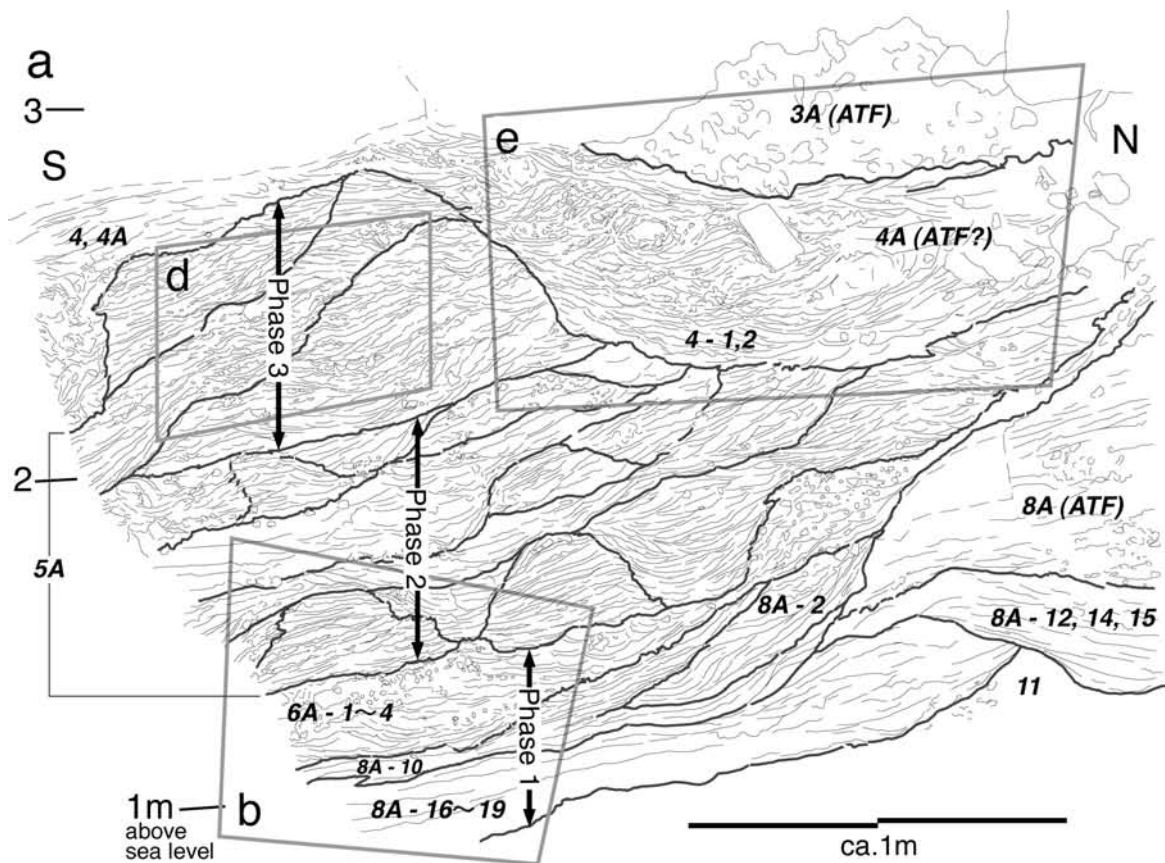 a
3
3A (ATF)
e
N
S
4, 4A
4A (ATF?)
d
Phase 3
4 - 1,2
2
8A (ATF)
5A
Phase 2
8A - 2
8A - 12, 14, 15
11
6A - 1～4
Phase 1
8A - 10
1m
8A - 16～19
b
above
sea level
ca.1m